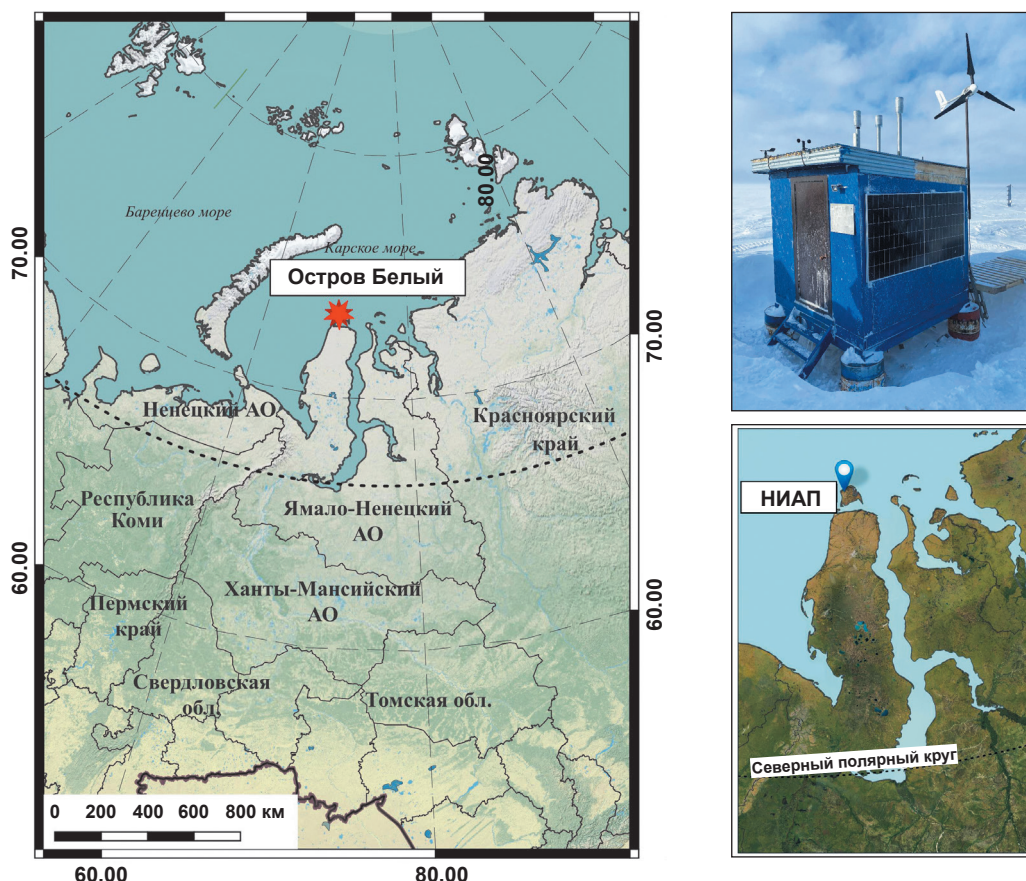 80.00
Баренцево море
Карское море
Остров Белый
70.00
70.00
Ненецкий АО
Красноярский
край
Республика
Коми
Ямало-Ненецкий
АО
60.00
60.00
Ханты-Мансийский
АО
Пермский
край
Свердловская
обл.
Томская обл.
0 200 400 600 800 км
60.00
80.00
НИАП
Северный полярный круг